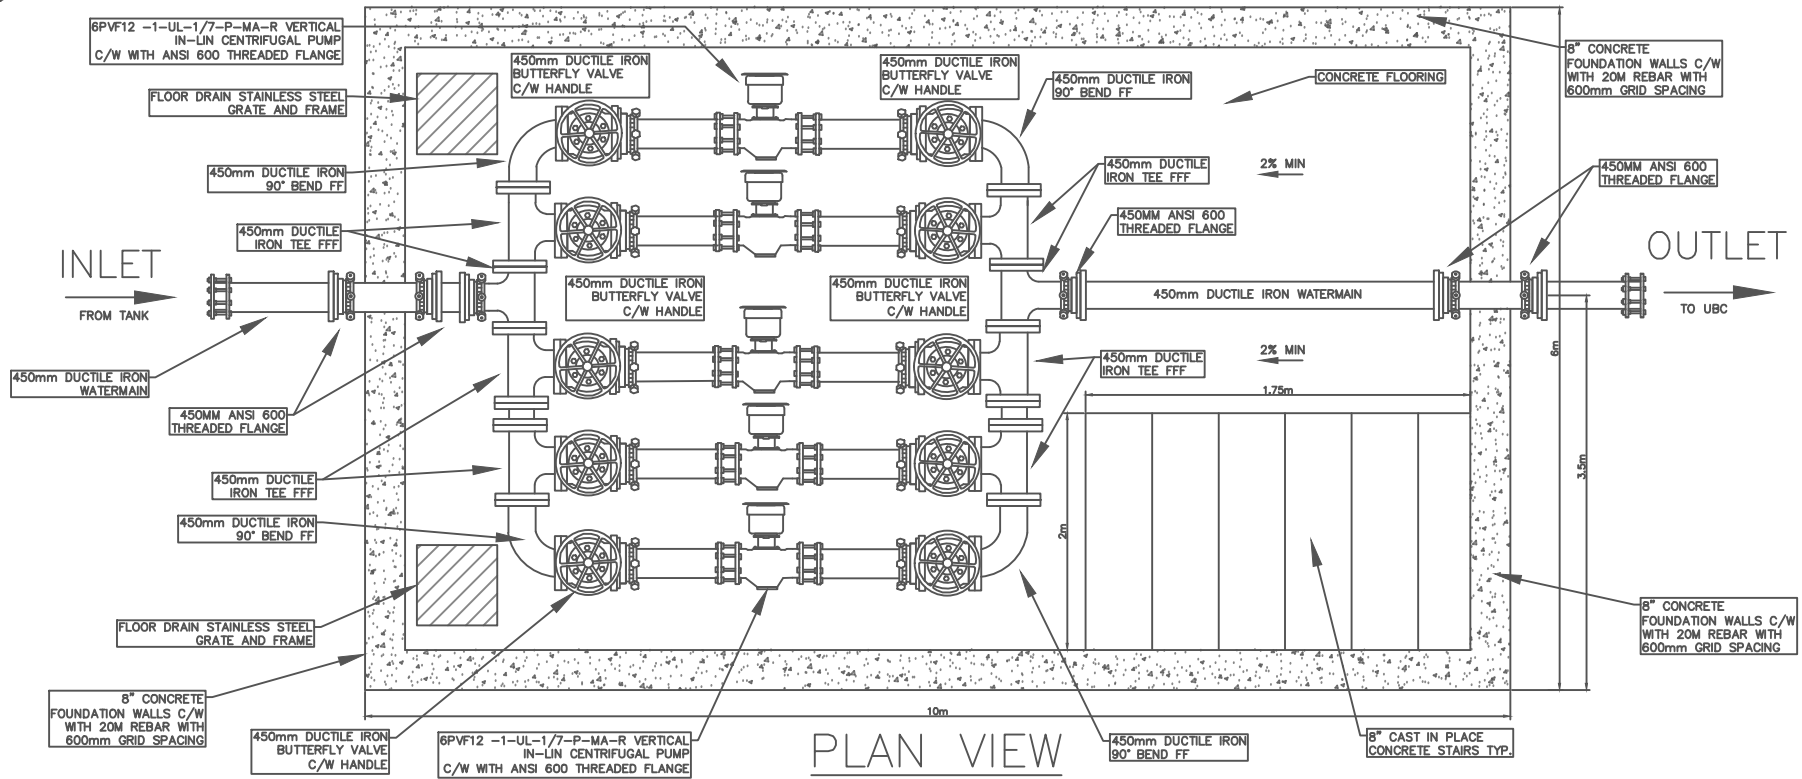 6PVF12 -1-UL-1/7-P-MA-R VERTICAL
IN-LIN CENTRIFUGAL PUMP
C/W WITH ANSI 600 THREADED FLANGE
450mm DUCTILE IRON
BUTTERFLY VALVE
C/W HANDLE
450mm DUCTILE IRON
BUTTERFLY VALVE
C/W HANDLE
450mm DUCTILE IRON
90° BEND FF
CONCRETE FLOORING
8" CONCRETE
FOUNDATION WALLS C/W
WITH 20M REBAR WITH
600mm GRID SPACING
FLOOR DRAIN STAINLESS STEEL
GRATE AND FRAME
450mm DUCTILE IRON
90° BEND FF
450mm DUCTILE
IRON TEE FFF
2% MIN
450MM ANSI 600
THREADED FLANGE
450mm DUCTILE
IRON TEE FFF
450MM ANSI 600
THREADED FLANGE
INLET
FROM TANK
450mm DUCTILE IRON
BUTTERFLY VALVE
C/W HANDLE
450mm DUCTILE IRON
BUTTERFLY VALVE
C/W HANDLE
450mm DUCTILE IRON WATERMAIN
OUTLET
TO UBC
450mm DUCTILE IRON
WATERMAIN
450MM ANSI 600
THREADED FLANGE
450mm DUCTILE
IRON TEE FFF
2% MIN
6m
1.75m
3.5m
2m
450mm DUCTILE
IRON TEE FFF
450mm DUCTILE IRON
90° BEND FF
FLOOR DRAIN STAINLESS STEEL
GRATE AND FRAME
8" CONCRETE
FOUNDATION WALLS C/W
WITH 20M REBAR WITH
600mm GRID SPACING
8" CONCRETE
FOUNDATION WALLS C/W
WITH 20M REBAR WITH
600mm GRID SPACING
10m
450mm DUCTILE IRON
BUTTERFLY VALVE
C/W HANDLE
6PVF12 -1-UL-1/7-P-MA-R VERTICAL
IN-LIN CENTRIFUGAL PUMP
C/W WITH ANSI 600 THREADED FLANGE
PLAN VIEW
450mm DUCTILE IRON
90° BEND FF
8" CAST IN PLACE
CONCRETE STAIRS TYP.